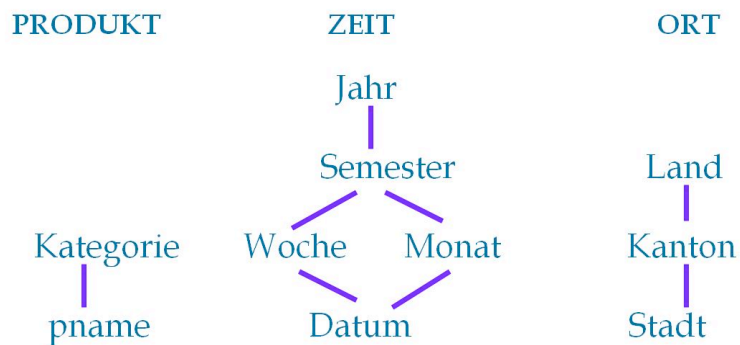 PRODUKT ZEIT ORT
Jahr
Semester Land
Kategorie Woche Monat Kanton
pname Datum Stadt